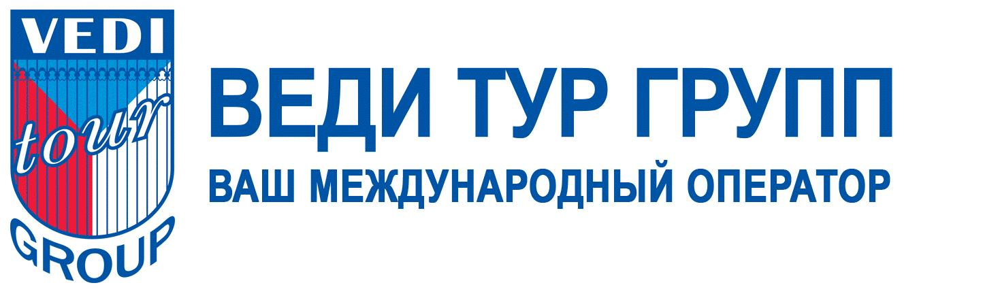 VEDI
tour
GROUP
ВЕДИ ТУР ГРУПП
ВАШ МЕЖДУНАРОДНЫЙ ОПЕРАТОР